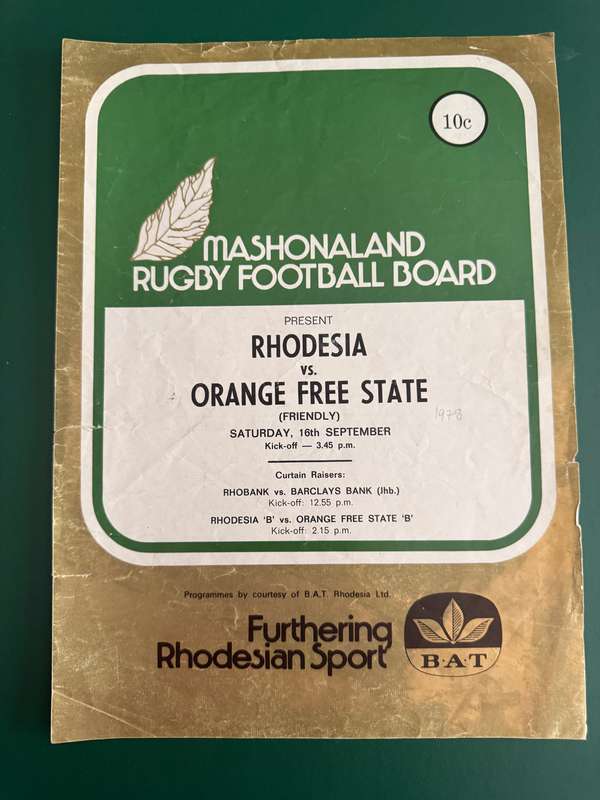 10c
MASHONALAND
RUGBY FOOTBALL BOARD
PRESENT
RHODESIA
VS.
ORANGE FREE STATE
(FRIENDLY)
1978
SATURDAY, 16th SEPTEMBER
Kick-off — 3.45 p.m.
Curtain Raisers:
RHOBANK vs. BARCLAYS BANK (Jhb.)
Kick-off: 12.55 p.m.
RHODESIA 'B' vs. ORANGE FREE STATE 'B'
Kick-off: 2.15 p.m.
Programmes by courtesy of B.A.T. Rhodesia Ltd.
Furthering
Rhodesian Sport
B·A·T